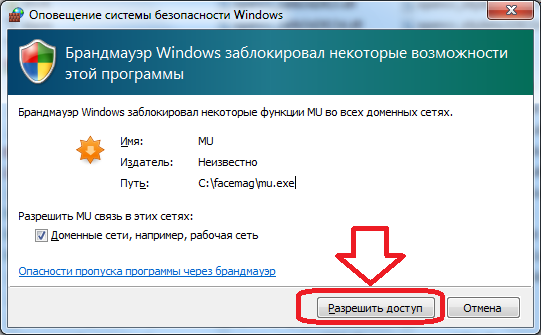 Оповещение системы безопасности Windows
Брандмауэр Windows заблокировал некоторые возможности
этой программы
Брандмауэр Windows заблокировал некоторые функции MU во всех доменных сетях.
Имя: MU
Издатель: Неизвестно
Путь: C:\facemag\mu.exe
Разрешить MU связь в этих сетях:
Доменные сети, например, рабочая сеть
Опасности пропуска программы через брандмауэр
Разрешить доступ Отмена